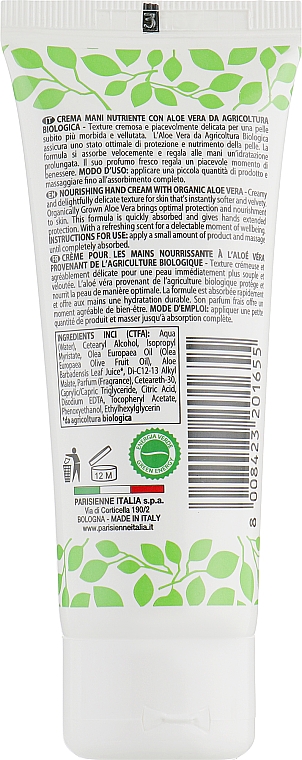 IT CREMA MANI NUTRIENTE CON ALOE VERA DA AGRICOLTURA
BIOLOGICA - Texture cremosa e piacevolmente delicata per una pelle
subito più morbida e vellutata. L'Aloe Vera da Agricoltura Biologica
assicura uno stato ottimale di protezione e nutrimento della pelle. La
formula si assorbe velocemente e regala alle mani un'idratazione
prolungata. Il suo profumo fresco regala un piacevole momento di
benessere. MODO D'USO: applicare una piccola quantità di prodotto e
massaggiare fino all'assorbimento completo.
EN NOURISHING HAND CREAM WITH ORGANIC ALOE VERA - Creamy
and delightfully delicate texture for skin that's instantly softer and velvety.
Organically Grown Aloe Vera brings optimal protection and nourishment
to skin. This formula is quickly absorbed and gives hands extended
hydration. With a refreshing scent for a delectable moment of wellbeing.
INSTRUCTIONS FOR USE: apply a small amount of product and massage
until completely absorbed.
FR CRÈME POUR LES MAINS NOURRISSANTE À L'ALOÉ VÉRA
PROVENANT DE L'AGRICULTURE BIOLOGIQUE - Texture crémeuse et
agréablement délicate pour une peau immédiatement plus souple et
veloutée. L'aloé véra provenant de l'agriculture biologique protège et
nourrit la peau de manière optimale. La formule est absorbée rapidement
et offre aux mains une hydratation durable. Son parfum frais offre un
moment agréable de bien-être. MODE D'EMPLOI: appliquer une petite
quantité de produit et masser jusqu'à absorption complète.
INGREDIENTS INCI (CTFA): Aqua
(Water), Cetearyl Alcohol, Isopropyl
Myristate, Olea Europaea Oil (Olea
Europaea Olive Fruit Oil), Aloe
Barbadensis Leaf Juice*, Di-C12-13 Alkyl
Malate, Parfum (Fragrance), Ceteareth-30,
Caprylic/Capric Triglyceride, Citric Acid,
Disodium EDTA, Tocopheryl Acetate,
Phenoxyethanol, Ethylhexylglycerin
*da agricoltura biologica
ENERGIA VERDE
GREEN ENERGY
12 M
PARISIENNE ITALIA s.p.a.
Via di Corticella 190/2
BOLOGNA - MADE IN ITALY
www.parisienneitalia.it
8 008423 201655